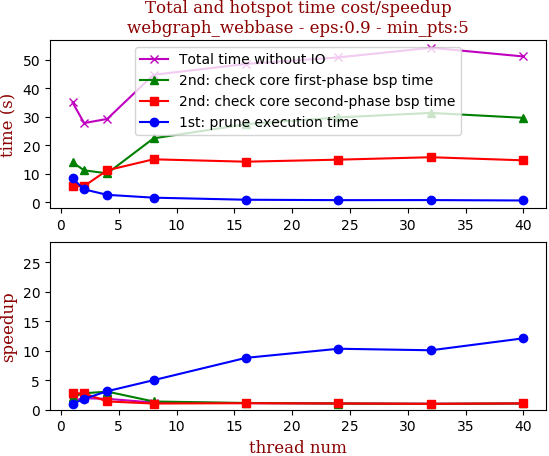 Total and hotspot time cost/speedup
webgraph_webbase - eps:0.9 - min_pts:5
time (s)
50
40
30
20
10
0
Total time without IO
2nd: check core first-phase bsp time
2nd: check core second-phase bsp time
1st: prune execution time
0 5 10 15 20 25 30 35 40
speedup
25
20
15
10
5
0
0 5 10 15 20 25 30 35 40
thread num